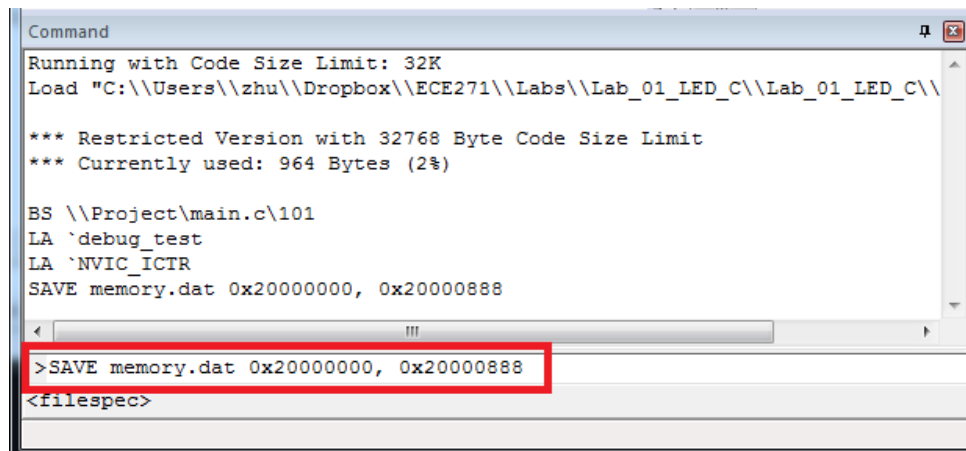 Command
Running with Code Size Limit: 32K
Load "C:\\Users\\zhu\\Dropbox\\ECE271\\Labs\\Lab_01_LED_C\\Lab_01_LED_C\\
*** Restricted Version with 32768 Byte Code Size Limit
*** Currently used: 964 Bytes (2%)
BS \\Project\main.c\101
LA `debug_test
LA `NVIC_ICTR
SAVE memory.dat 0x20000000, 0x20000888
>SAVE memory.dat 0x20000000, 0x20000888
<filespec>